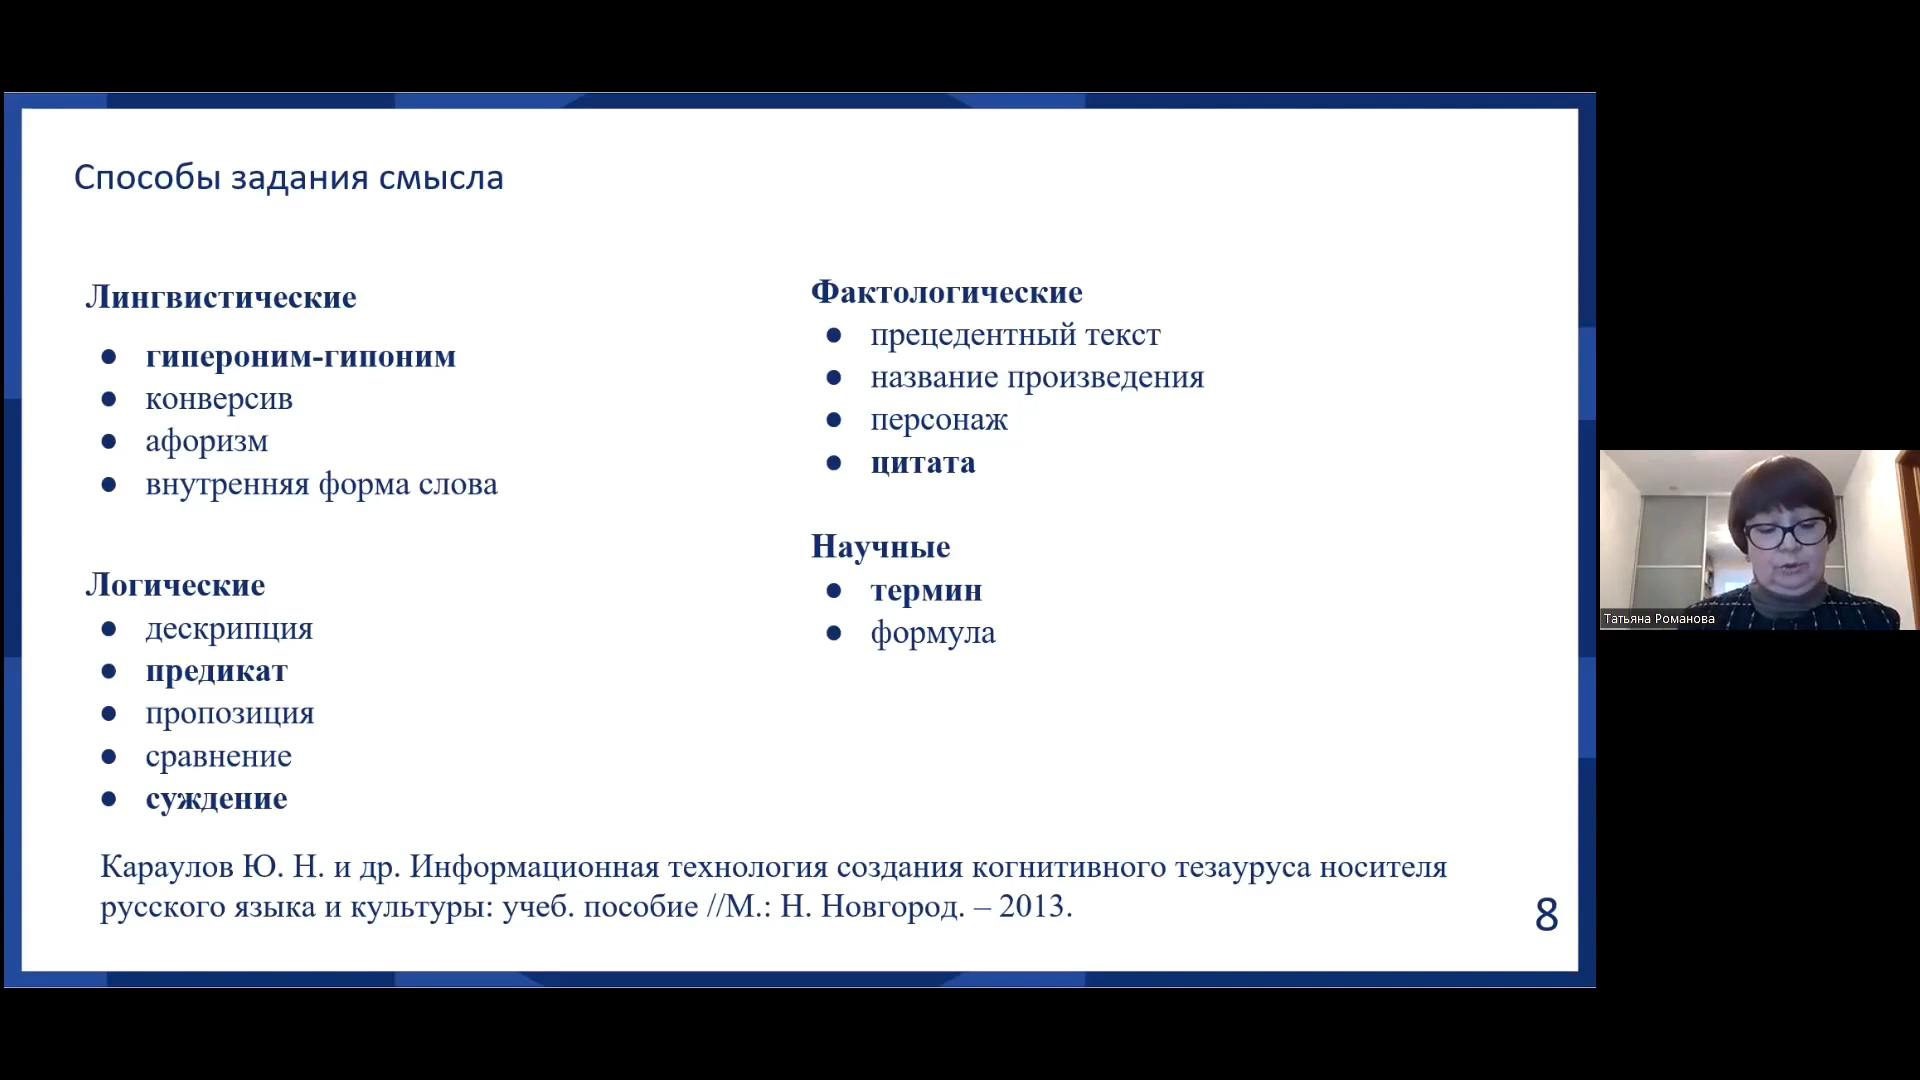 Способы задания смысла
Лингвистические
● гипероним-гипоним
● конверсив
● афоризм
● внутренняя форма слова
Логические
● дескрипция
● предикат
● пропозиция
● сравнение
● суждение
Фактологические
● прецедентный текст
● название произведения
● персонаж
● цитата
Научные
● термин
● формула
Караулов Ю. Н. и др. Информационная технология создания когнитивного тезауруса носителя
русского языка и культуры: учеб. пособие //М.: Н. Новгород. – 2013.
8
Татьяна Романова